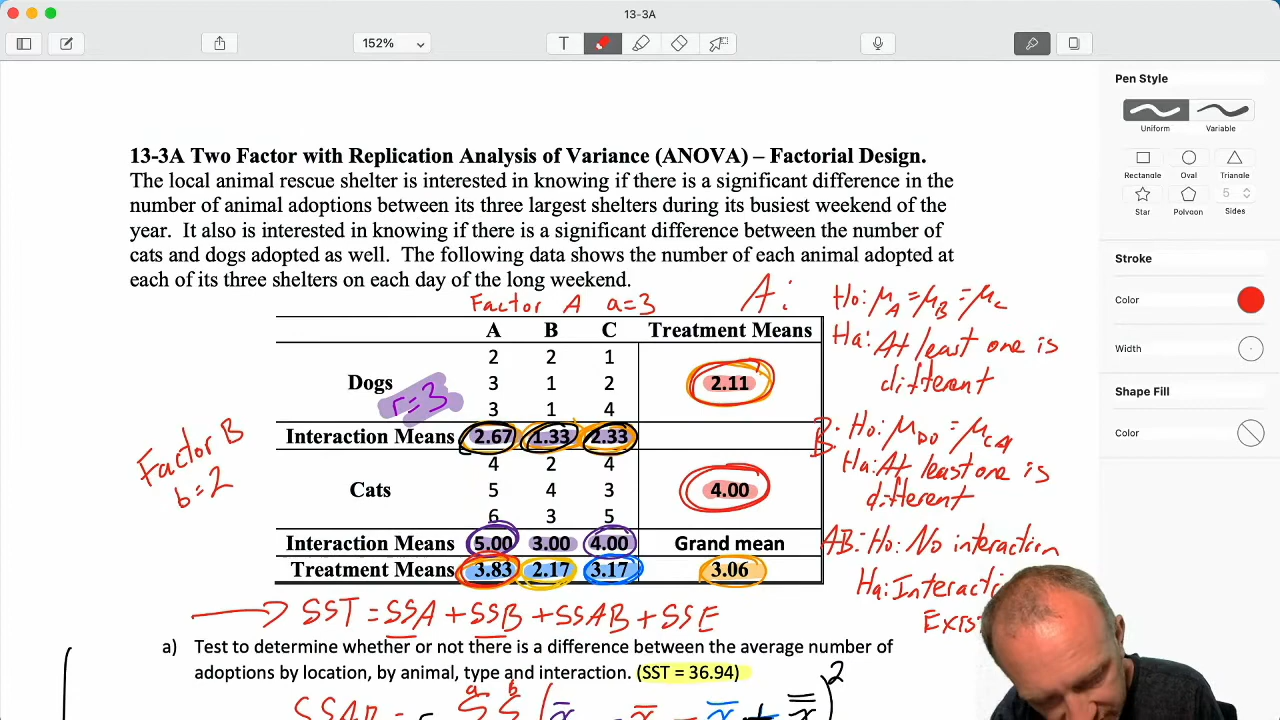 13-3A
152%
T
Pen Style
Uniform
Variable
Rectangle
Oval
Triangle
Star
Polygon
5
Sides
Stroke
Color
Width
Shape Fill
Color
13-3A Two Factor with Replication Analysis of Variance (ANOVA) – Factorial Design.
The local animal rescue shelter is interested in knowing if there is a significant difference in the
number of animal adoptions between its three largest shelters during its busiest weekend of the
year. It also is interested in knowing if there is a significant difference between the number of
cats and dogs adopted as well. The following data shows the number of each animal adopted at
each of its three shelters on each day of the long weekend.
Factor A a=3
A B C Treatment Means
2 2 1
Dogs 3 1 2 2.11
r=3
3 1 4
Interaction Means 2.67 1.33 2.33
4 2 4
Cats 5 4 3 4.00
6 3 5
Interaction Means 5.00 3.00 4.00 Grand mean
Treatment Means 3.83 2.17 3.17 3.06
Factor B
b=2
A: Ho: μA = μB = μC
Ha: At least one is
different
B: Ho: μDO = μCA
Ha: At least one is
different
AB: Ho: No interaction
Ha: Interacti
Exis
→ SST = SSA + SSB + SSAB + SSE
a) Test to determine whether or not there is a difference between the average number of
adoptions by location, by animal, type and interaction. (SST = 36.94)